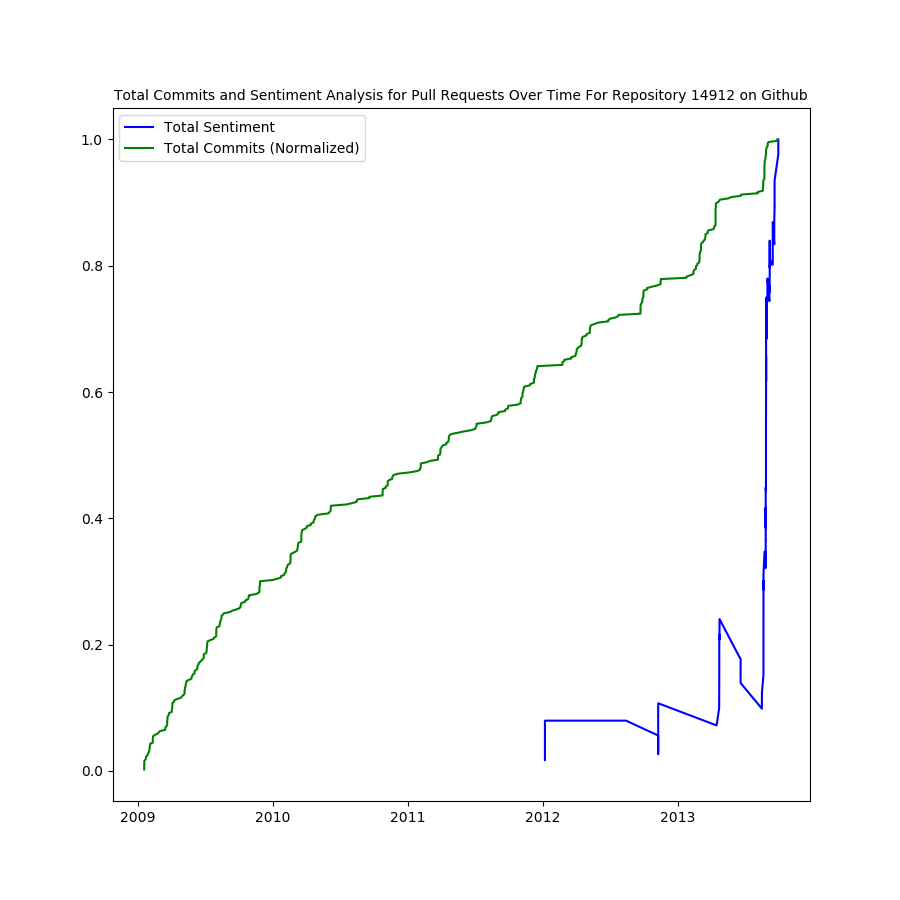 Total Commits and Sentiment Analysis for Pull Requests Over Time For Repository 14912 on Github
Total Sentiment
Total Commits (Normalized)
1.0
0.8
0.6
0.4
0.2
0.0
2009 2010 2011 2012 2013